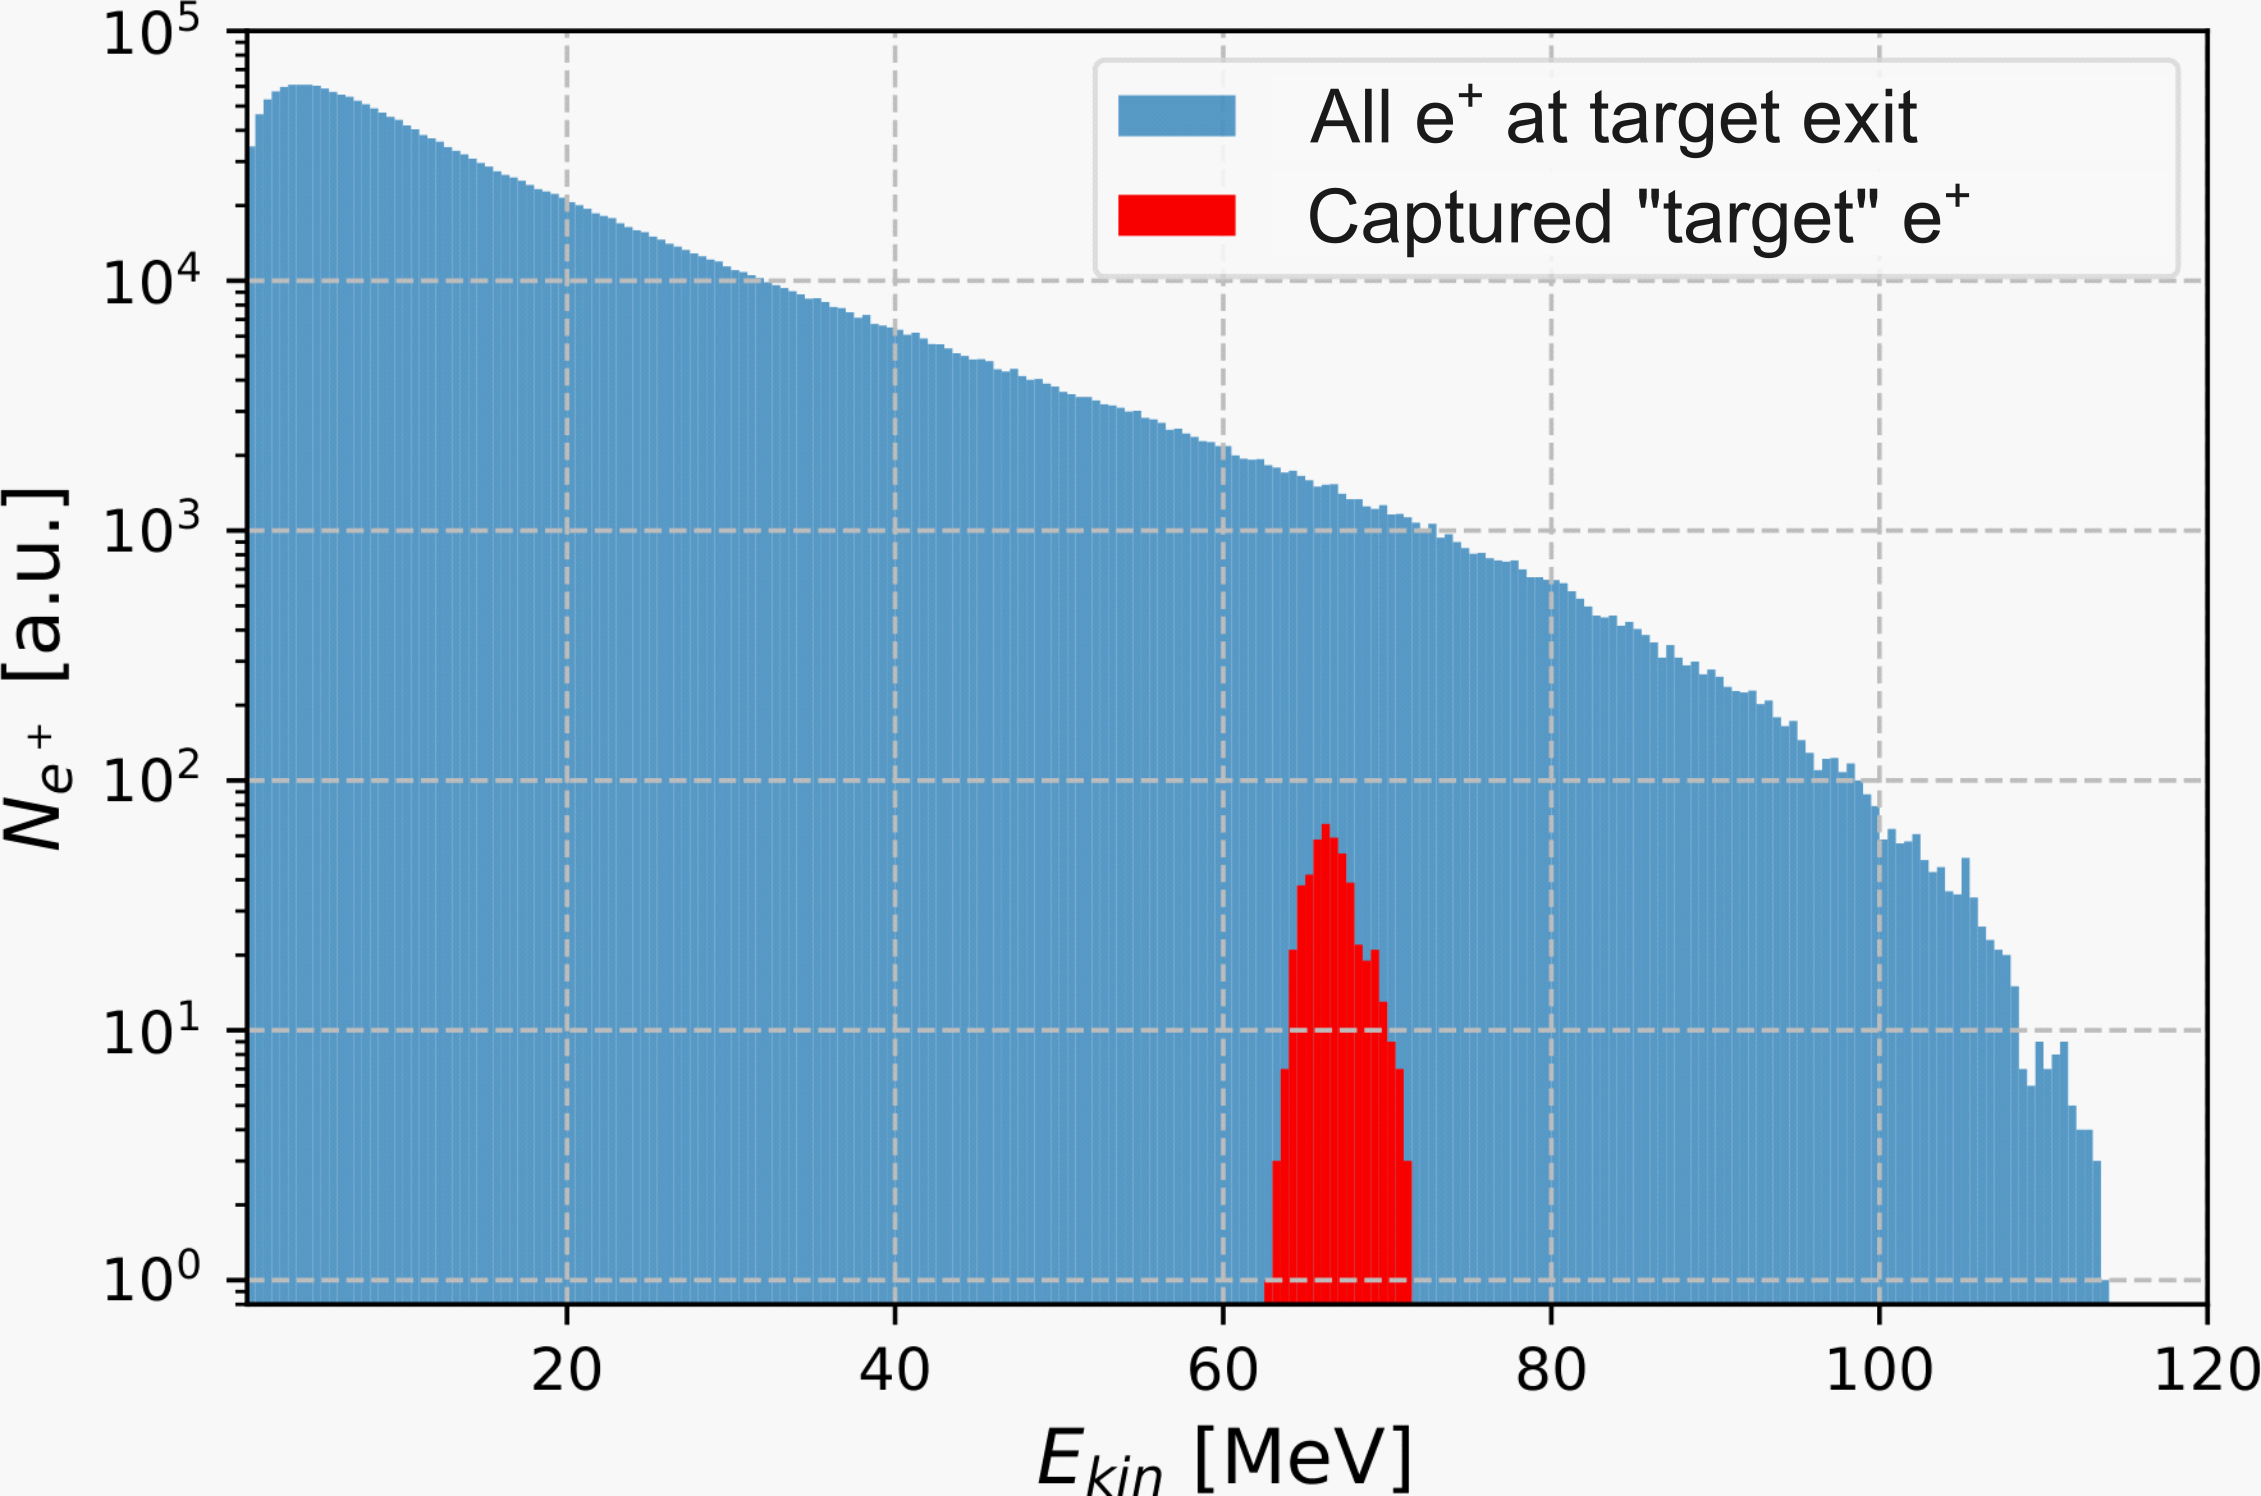 10⁵
10⁴
10³
10²
10¹
10⁰
N_e⁺ [a.u.]
All e⁺ at target exit
Captured "target" e⁺
20 40 60 80 100 120
E_kin [MeV]